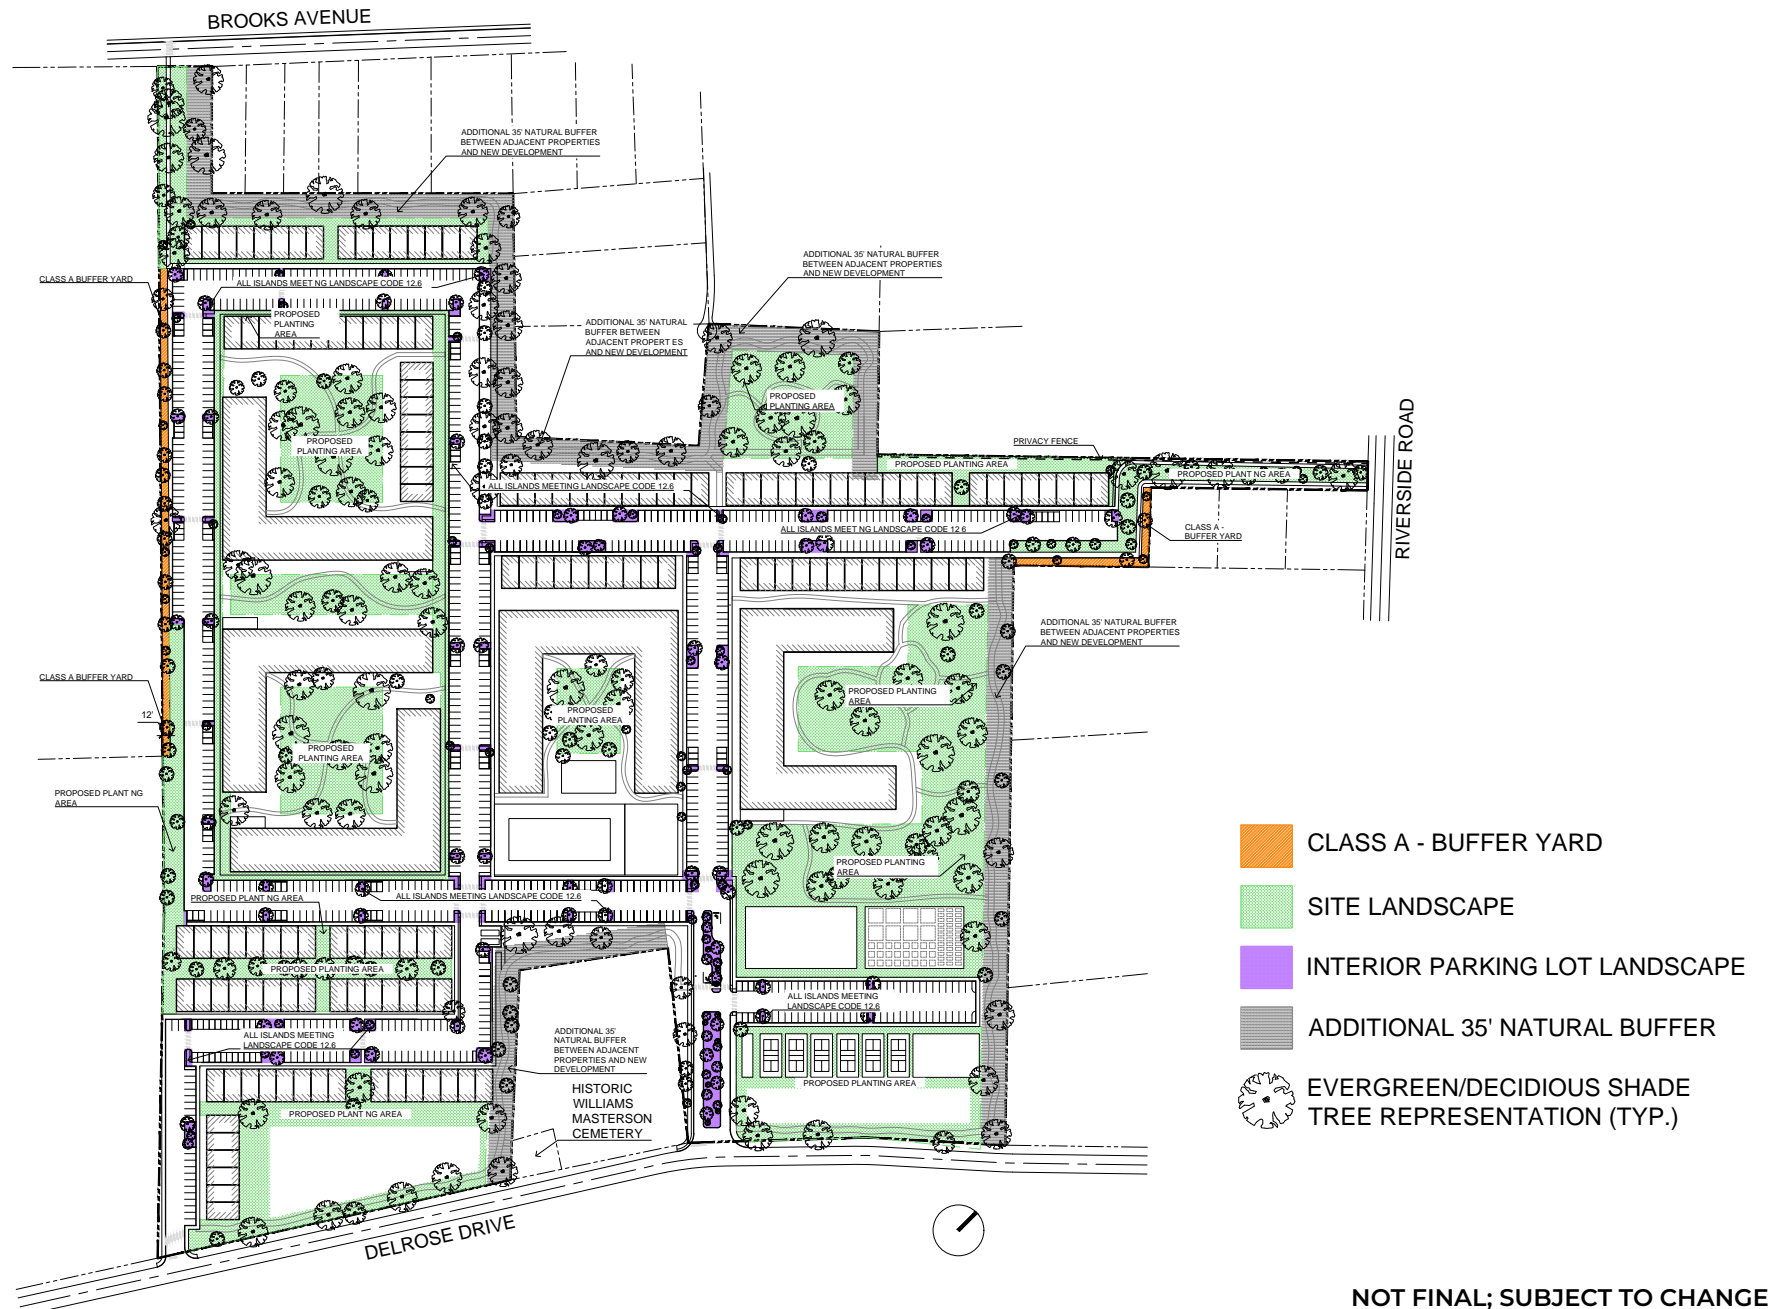 BROOKS AVENUE
ADDITIONAL 35' NATURAL BUFFER
BETWEEN ADJACENT PROPERTIES
AND NEW DEVELOPMENT
CLASS A BUFFER YARD
ALL ISLANDS MEET NG LANDSCAPE CODE 12.6
PROPOSED
PLANTING
AREA
ADDITIONAL 35' NATURAL BUFFER
BETWEEN ADJACENT PROPERTIES
AND NEW DEVELOPMENT
ADDITIONAL 35' NATURAL
BUFFER BETWEEN
ADJACENT PROPERT ES
AND NEW DEVELOPMENT
PROPOSED
PLANTING AREA
PROPOSED
PLANTING AREA
PRIVACY FENCE
PROPOSED PLANTING AREA
PROPOSED PLANT NG AREA
RIVERSIDE ROAD
ALL ISLANDS MEETING LANDSCAPE CODE 12.6
ALL ISLANDS MEET NG LANDSCAPE CODE 12 6
CLASS A -
BUFFER YARD
ADDITIONAL 35' NATURAL BUFFER
BETWEEN ADJACENT PROPERTIES
AND NEW DEVELOPMENT
CLASS A BUFFER YARD
12'
PROPOSED PLANTING
AREA
PROPOSED
PLANTING AREA
PROPOSED
PLANTING AREA
PROPOSED PLANT NG
AREA
PROPOSED PLANTING
AREA
PROPOSED PLANT NG AREA
ALL ISLANDS MEETING LANDSCAPE CODE 12.6
PROPOSED PLANTING AREA
ALL ISLANDS MEETING
LANDSCAPE CODE 12.6
ALL ISLANDS MEETING
LANDSCAPE CODE 12.6
ADDITIONAL 35'
NATURAL BUFFER
BETWEEN ADJACENT
PROPERTIES AND NEW
DEVELOPMENT
HISTORIC
WILLIAMS
MASTERSON
CEMETERY
PROPOSED PLANTING AREA
PROPOSED PLANT NG AREA
DELROSE DRIVE
CLASS A - BUFFER YARD
SITE LANDSCAPE
INTERIOR PARKING LOT LANDSCAPE
ADDITIONAL 35' NATURAL BUFFER
EVERGREEN/DECIDIOUS SHADE
TREE REPRESENTATION (TYP.)
NOT FINAL; SUBJECT TO CHANGE